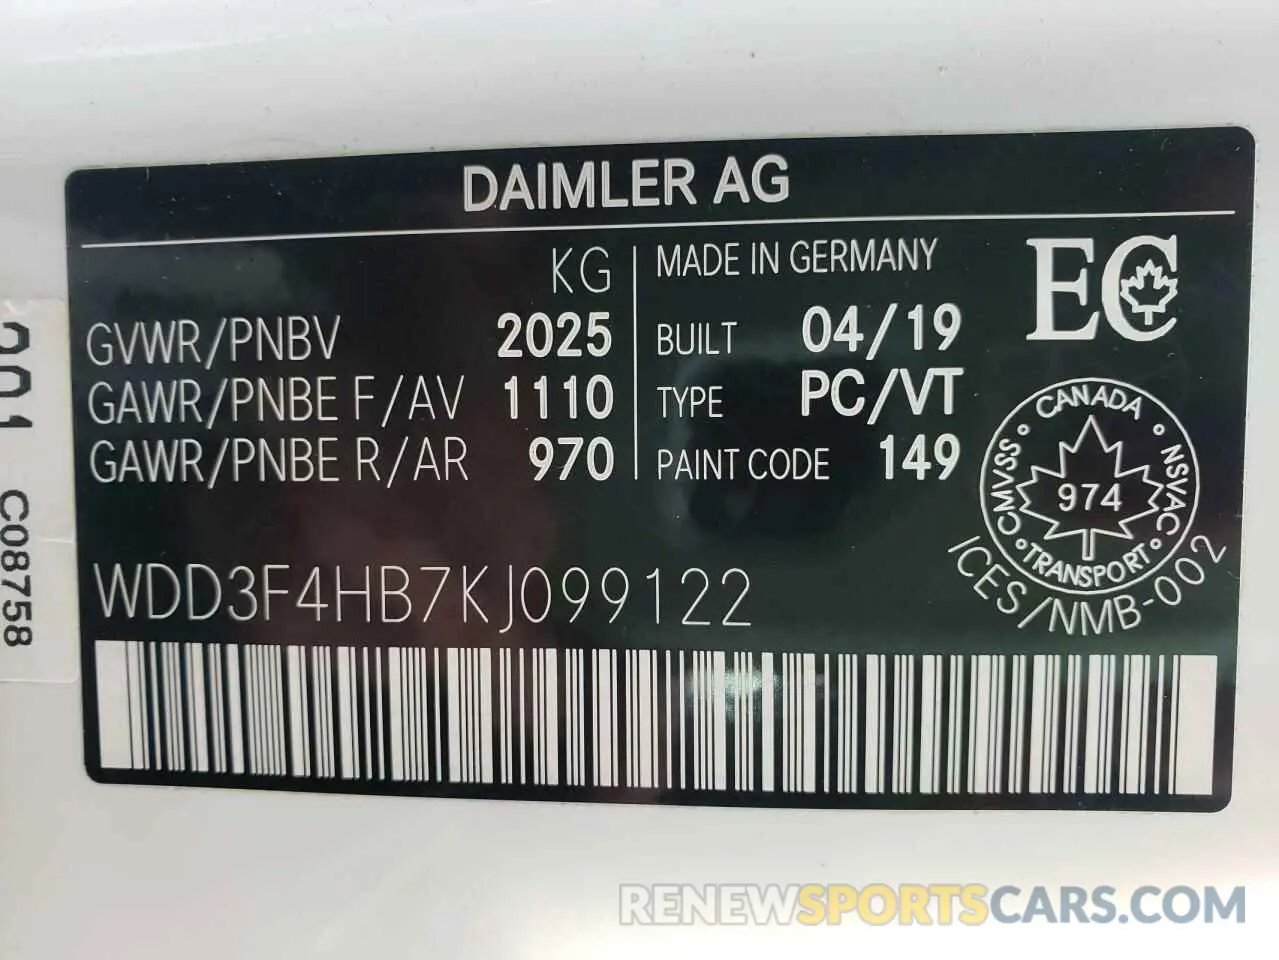 DAIMLER AG
KG
GVWR/PNBV 2025
GAWR/PNBE F/AV 1110
GAWR/PNBE R/AR 970
MADE IN GERMANY
BUILT 04/19
TYPE PC/VT
PAINT CODE 149
EC
CANADA
CMVSS
NSVAC
974
TRANSPORT
ICES/NMB-002
WDD3F4HB7KJ099122
C08758
RENEWSPORTSCARS.COM